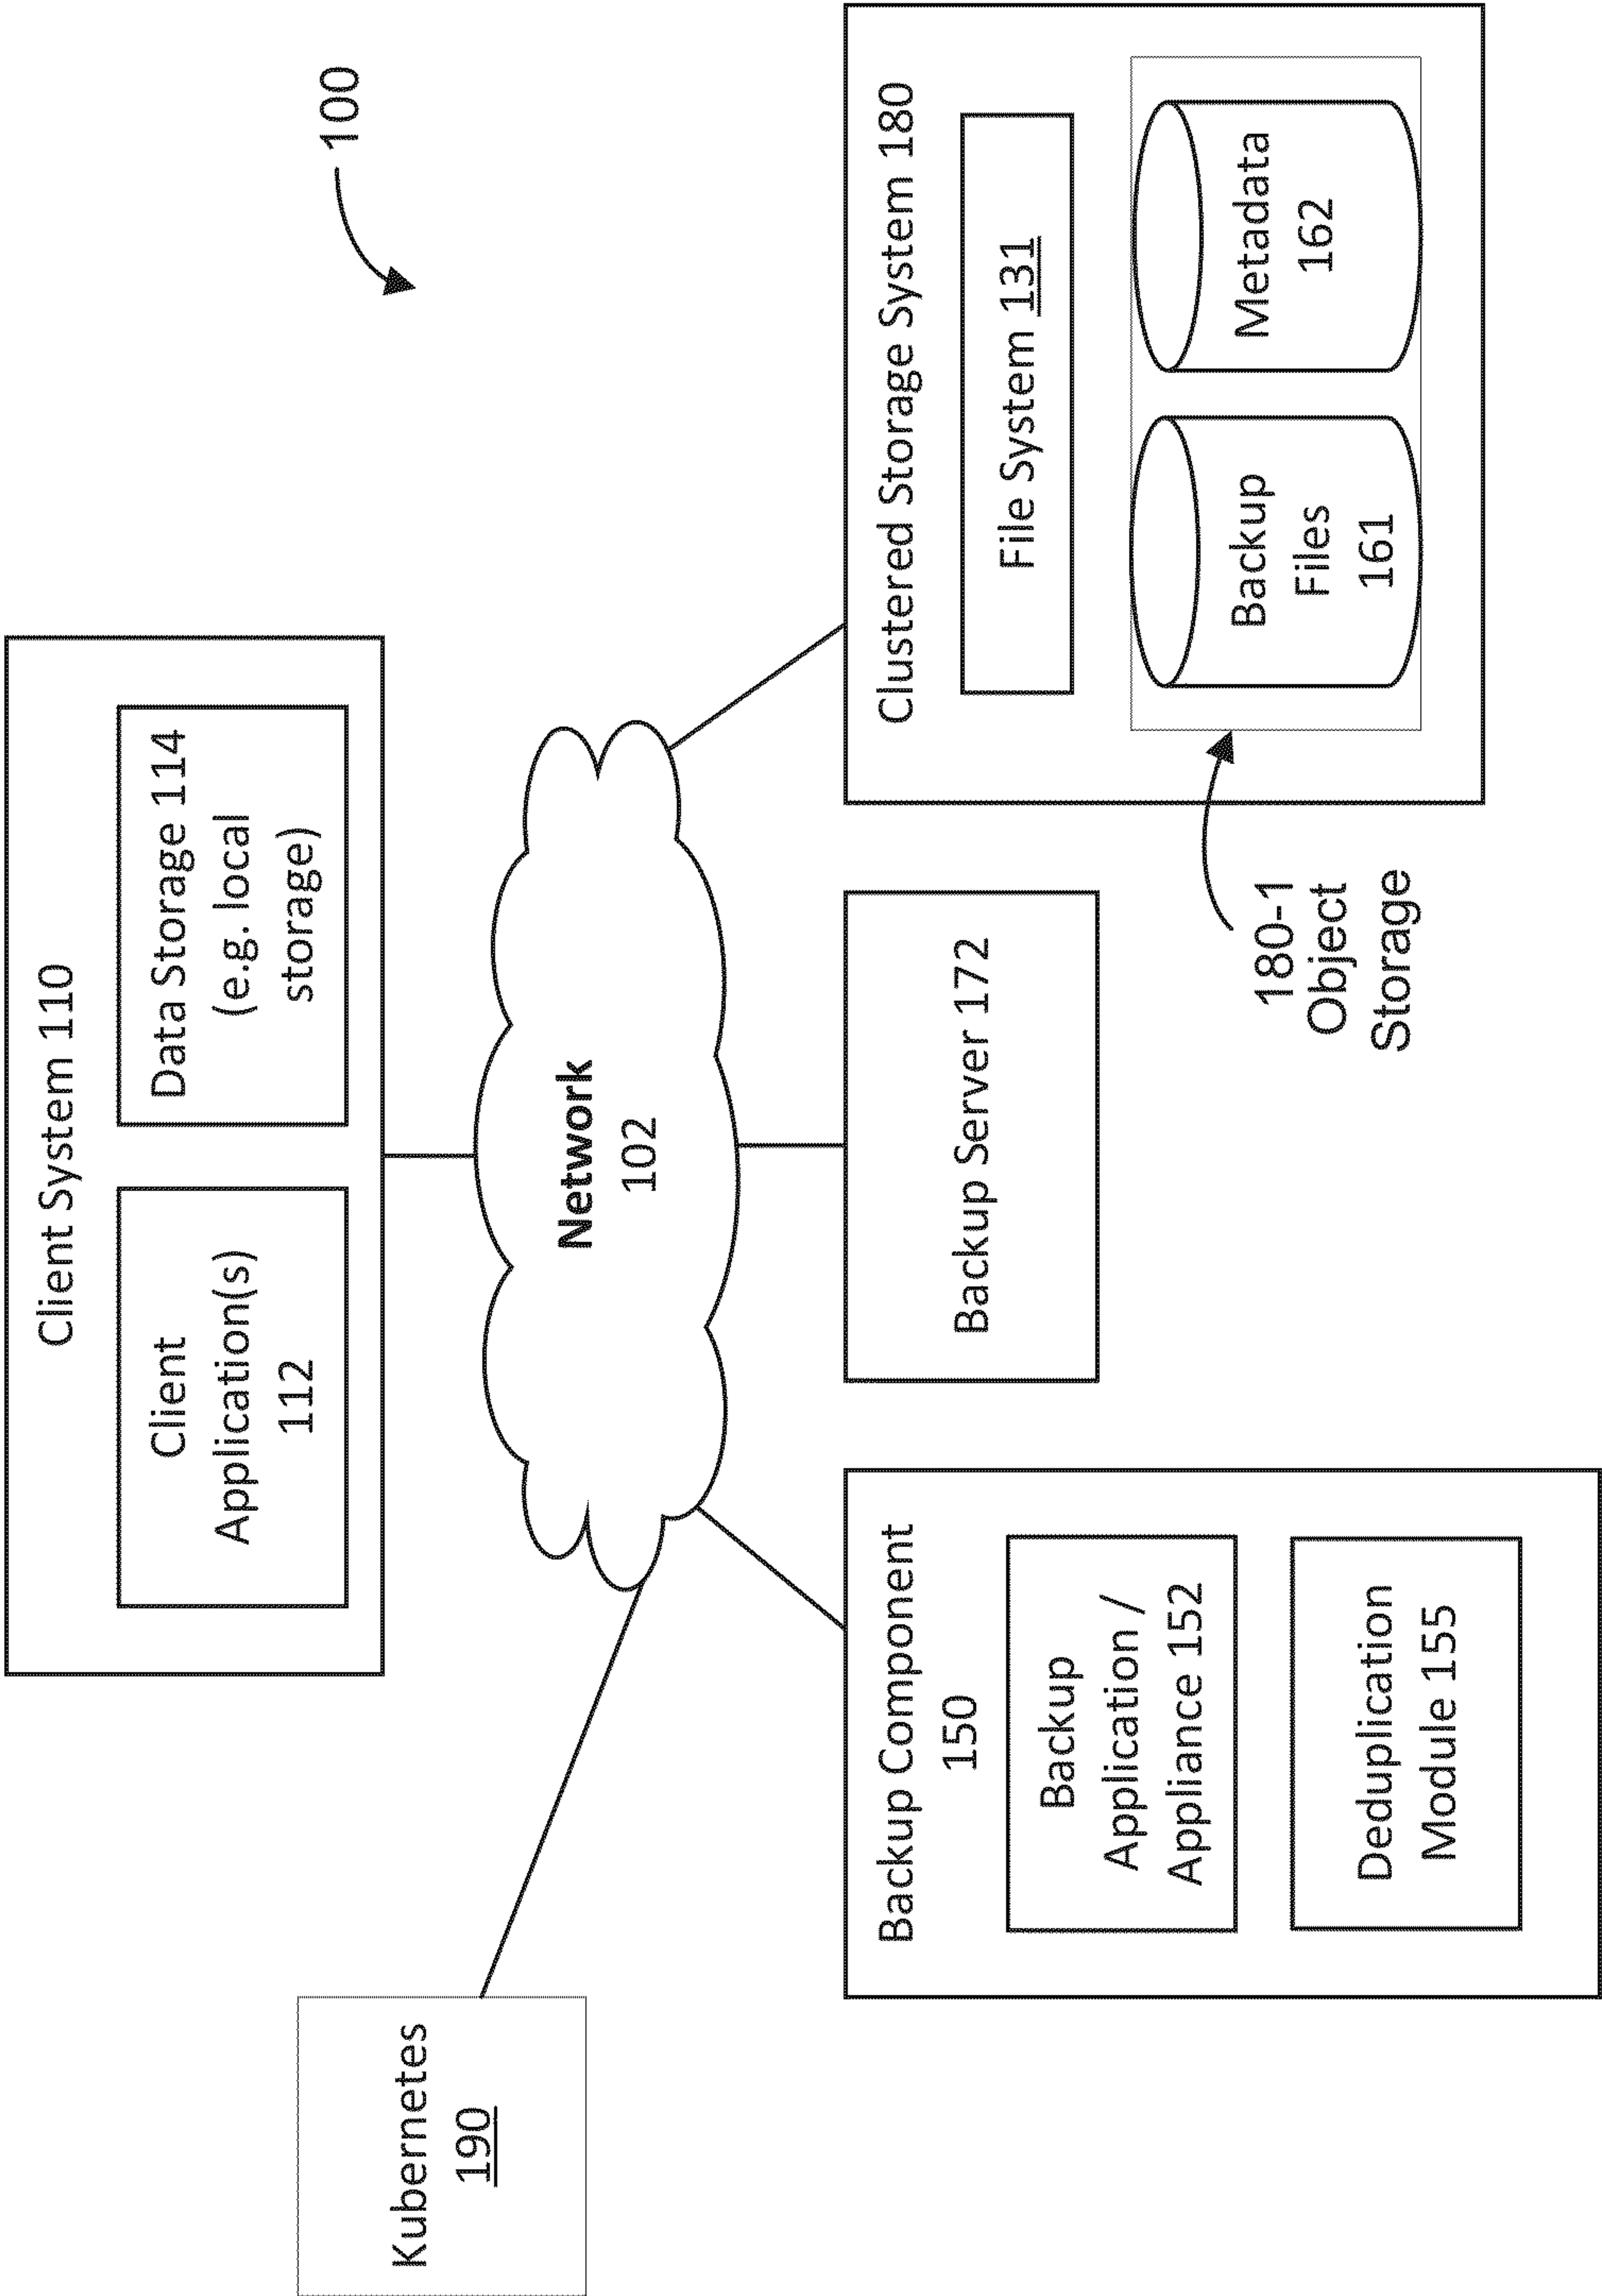 100
Client System 110
Client
Application(s)
112
Data Storage 114
(e.g. local
storage)
Kubernetes
190
Network
102
Backup Component
150
Backup
Application /
Appliance 152
Deduplication
Module 155
Backup Server 172
Clustered Storage System 180
File System 131
Backup
Files
161
Metadata
162
180-1
Object
Storage